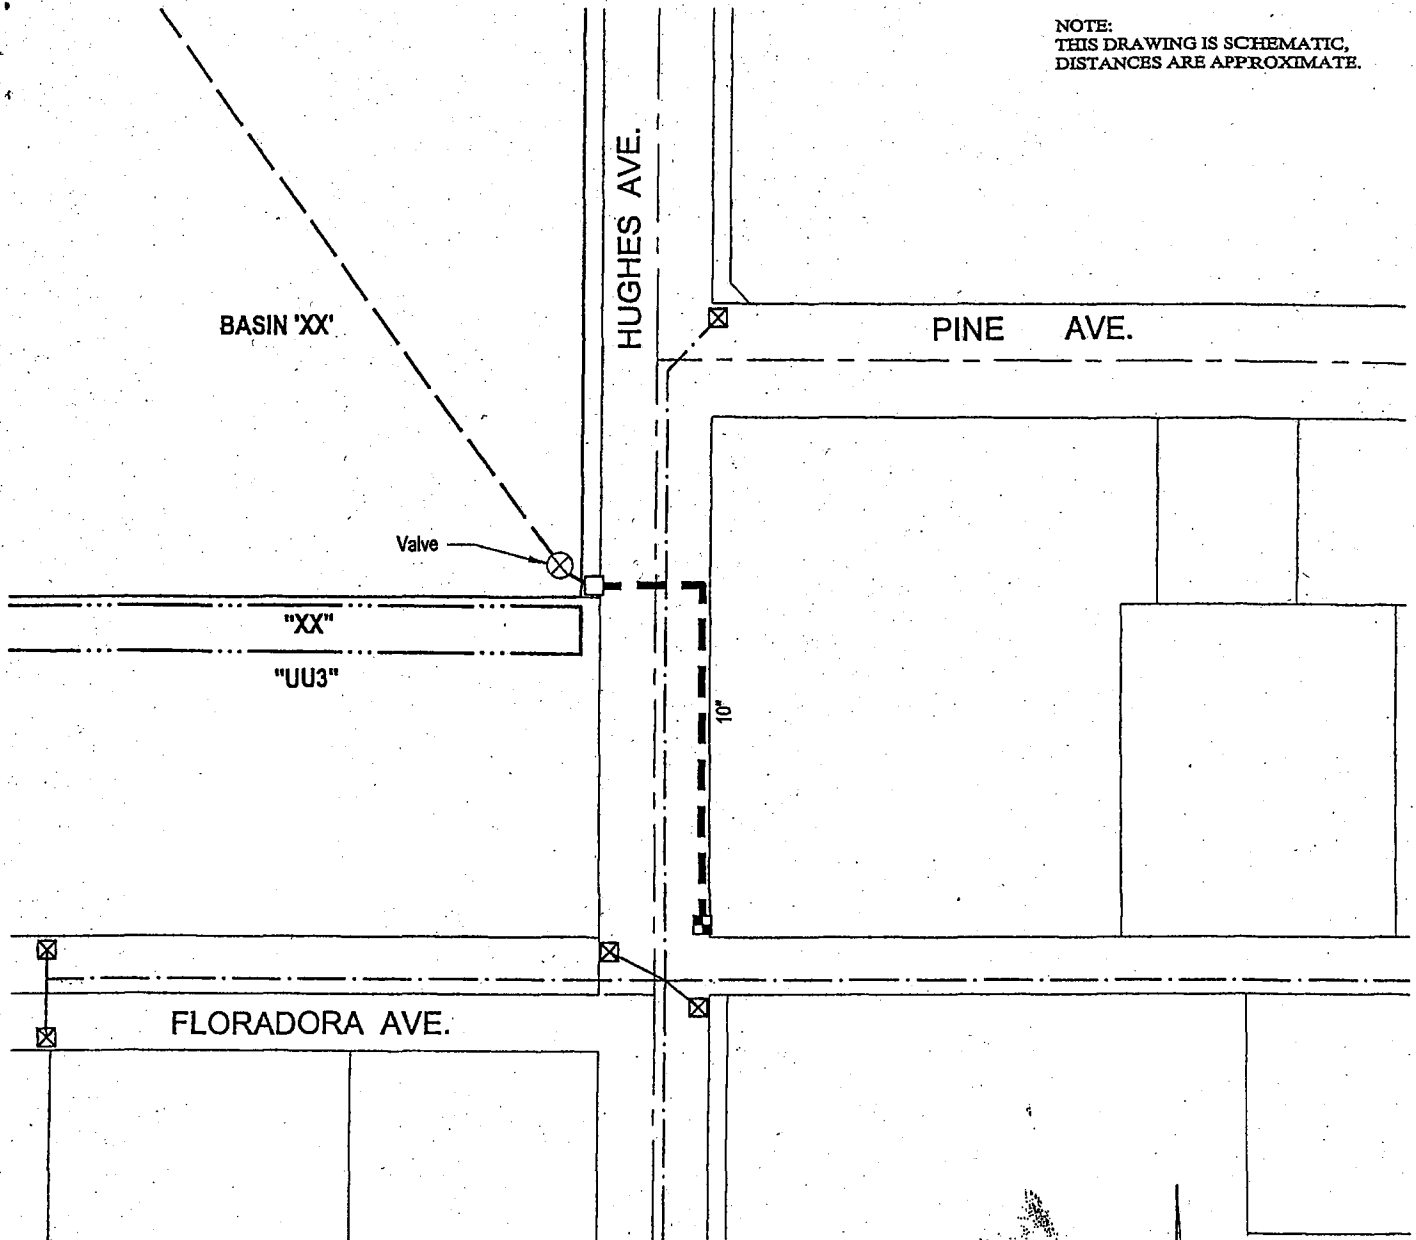 NOTE:
THIS DRAWING IS SCHEMATIC,
DISTANCES ARE APPROXIMATE.
HUGHES AVE.
BASIN 'XX'
PINE AVE.
Valve
"XX"
"UU3"
10"
FLORADORA AVE.